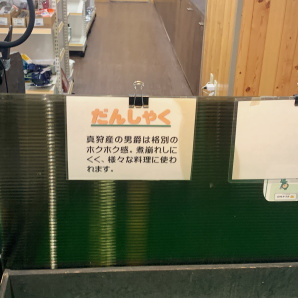 だんしゃく
真狩産の男爵は格別の
ホクホク感。煮崩れしに
くく、様々な料理に使わ
れます。